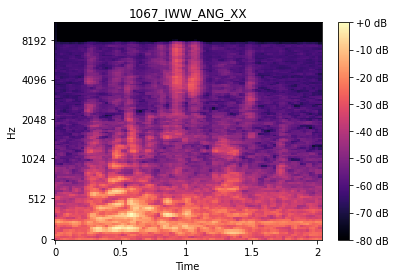 1067_IWW_ANG_XX
+0 dB
8192
-10 dB
4096
-20 dB
-30 dB
2048
Hz
-40 dB
1024
-50 dB
512
-60 dB
-70 dB
0
-80 dB
0
0.5
1
1.5
2
Time